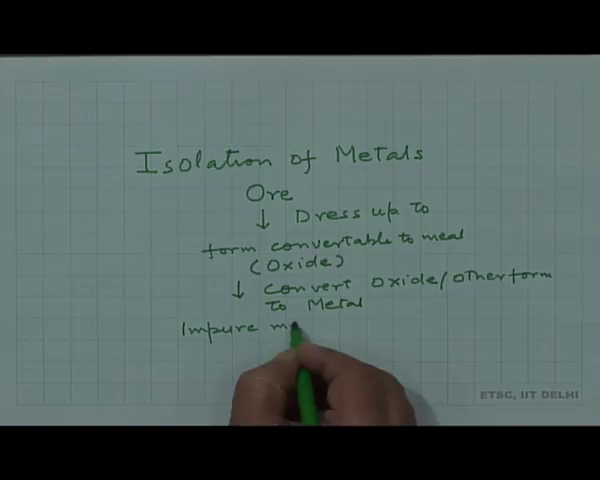 Isolation of Metals
Ore
↓ Dress up to
form convertable to meal
(Oxide)
↓ convert oxide/other form
to Metal
Impure m
ETSC, IIT DELHI